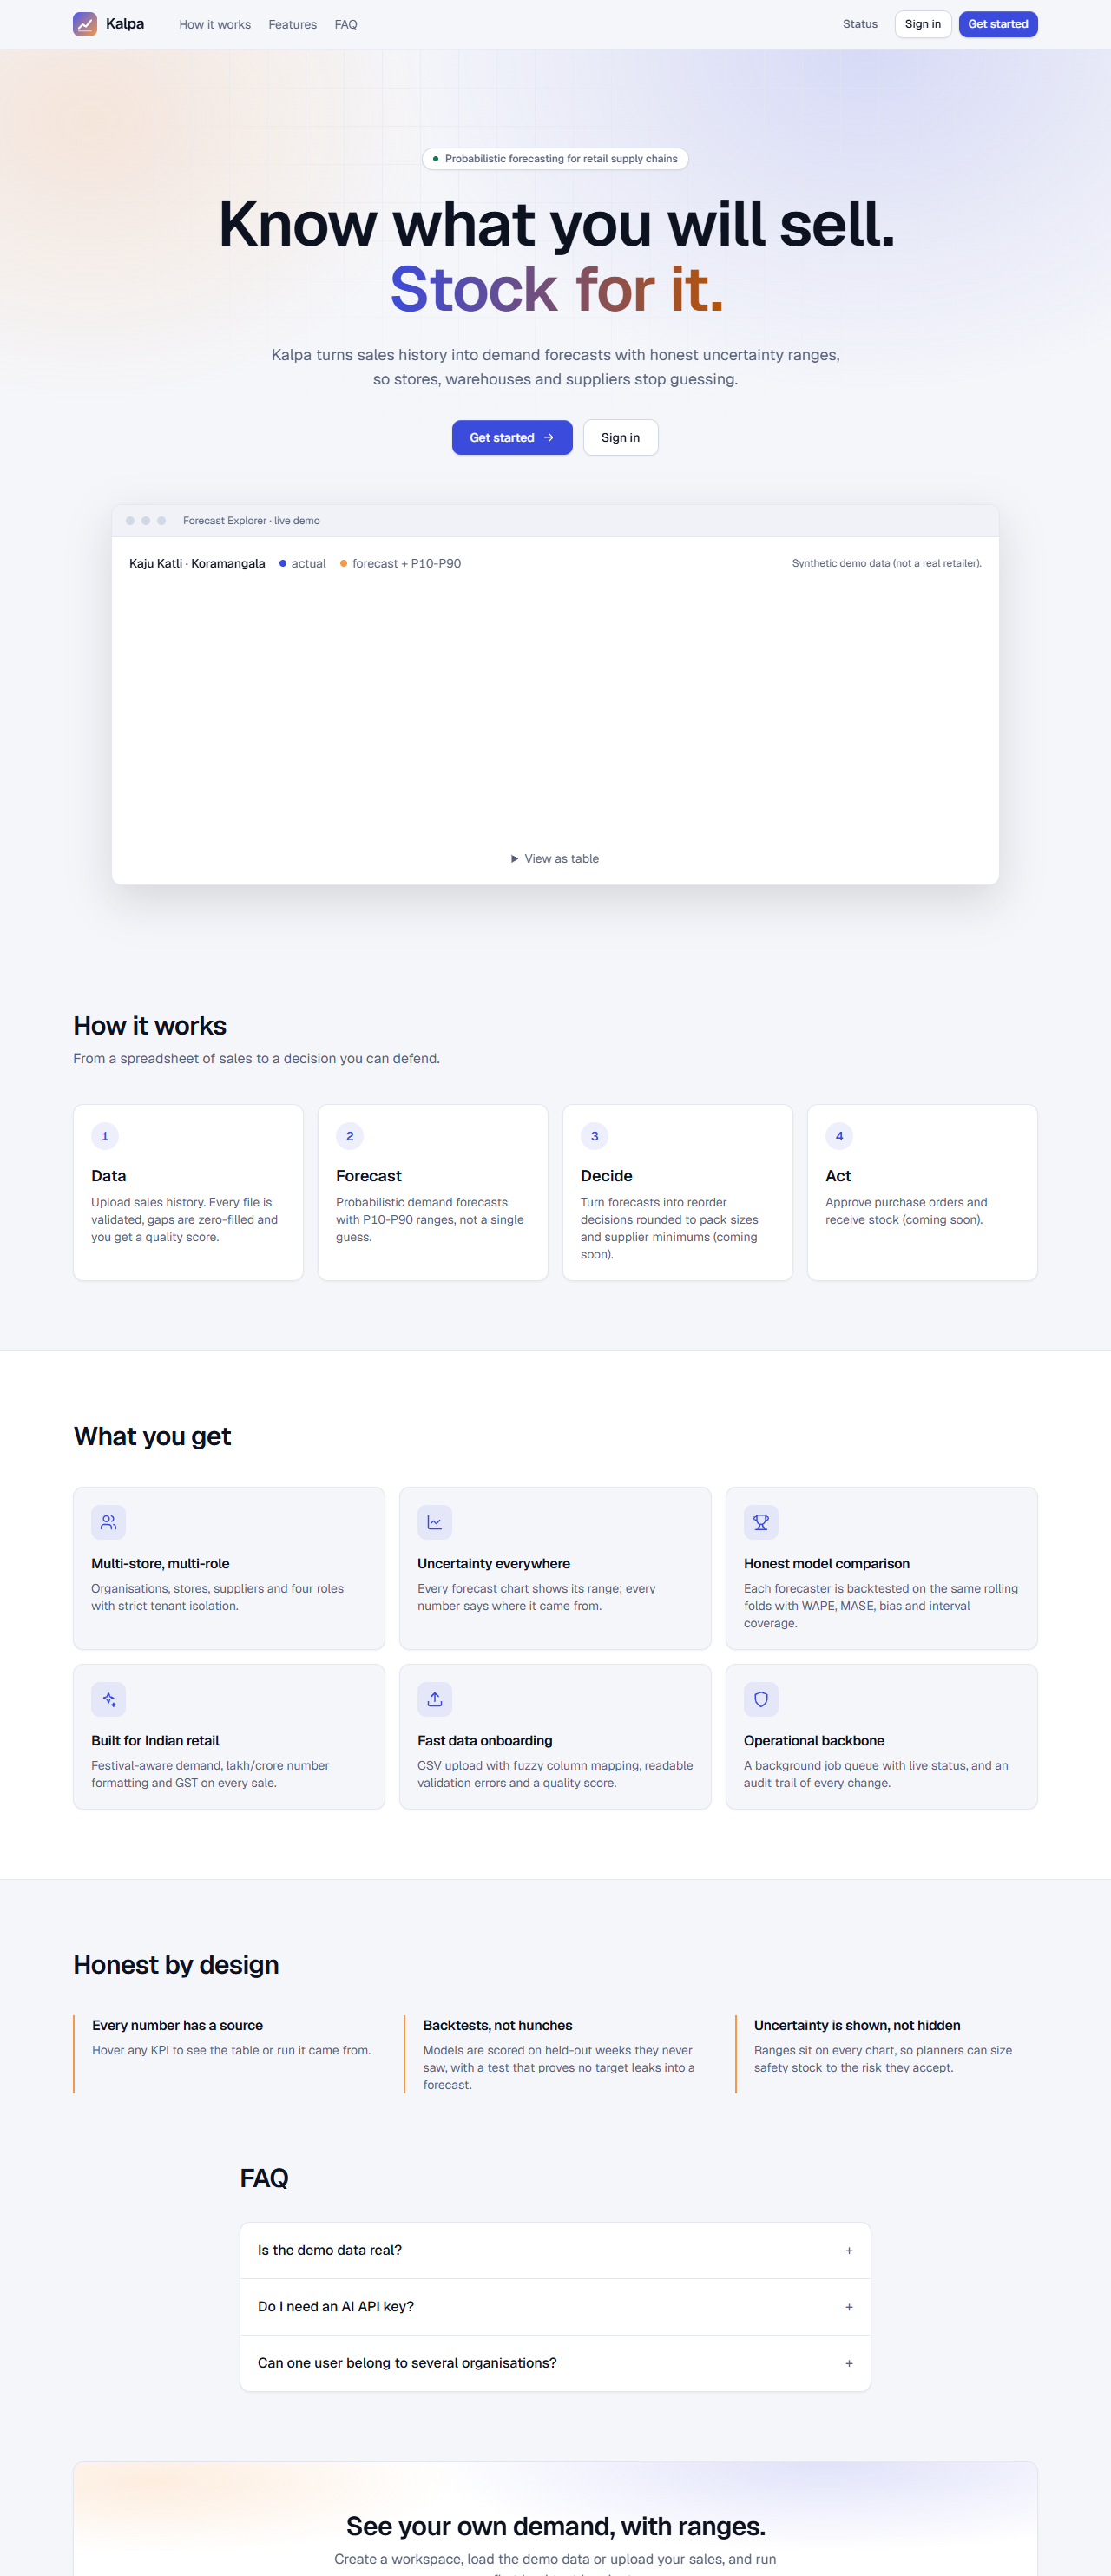 Kalpa
How it works
Features
FAQ
Status
Sign in
Get started
Probabilistic forecasting for retail supply chains
Know what you will sell.
Stock for it.
Kalpa turns sales history into demand forecasts with honest uncertainty ranges,
so stores, warehouses and suppliers stop guessing.
Get started →
Sign in
Forecast Explorer · live demo
Kaju Katli · Koramangala
actual
forecast + P10-P90
Synthetic demo data (not a real retailer).
View as table
How it works
From a spreadsheet of sales to a decision you can defend.
1
Data
Upload sales history. Every file is
validated, gaps are zero-filled and
you get a quality score.
2
Forecast
Probabilistic demand forecasts
with P10-P90 ranges, not a single
guess.
3
Decide
Turn forecasts into reorder
decisions rounded to pack sizes
and supplier minimums (coming
soon).
4
Act
Approve purchase orders and
receive stock (coming soon).
What you get
Multi-store, multi-role
Organisations, stores, suppliers and four roles
with strict tenant isolation.
Uncertainty everywhere
Every forecast chart shows its range; every
number says where it came from.
Honest model comparison
Each forecaster is backtested on the same rolling
folds with WAPE, MASE, bias and interval
coverage.
Built for Indian retail
Festival-aware demand, lakh/crore number
formatting and GST on every sale.
Fast data onboarding
CSV upload with fuzzy column mapping, readable
validation errors and a quality score.
Operational backbone
A background job queue with live status, and an
audit trail of every change.
Honest by design
Every number has a source
Hover any KPI to see the table or run it came from.
Backtests, not hunches
Models are scored on held-out weeks they never
saw, with a test that proves no target leaks into a
forecast.
Uncertainty is shown, not hidden
Ranges sit on every chart, so planners can size
safety stock to the risk they accept.
FAQ
Is the demo data real? +
Do I need an AI API key? +
Can one user belong to several organisations? +
See your own demand, with ranges.
Create a workspace, load the demo data or upload your sales, and run